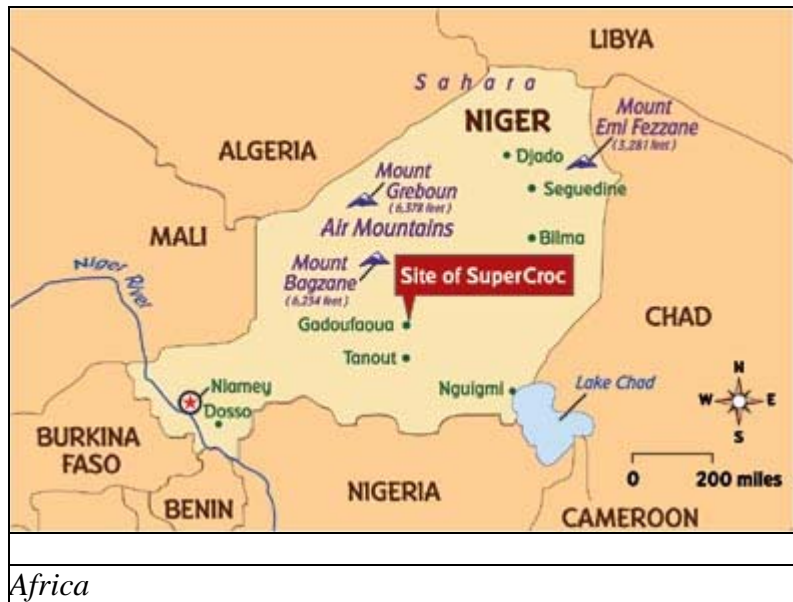 LIBYA
Sahara
NIGER
Mount
Emi Fezzane
(3,281 feet)
Djado
ALGERIA
Mount
Greboun
(6,378 feet)
Seguedine
Air Mountains
MALI
Bilma
Niger River
Mount
Bagzane
(6,234 feet)
Site of SuperCroc
Gadoufaoua
CHAD
Tanout
Nguigmi
Lake Chad
N
W
E
S
Niamey
Dosso
BURKINA
FASO
BENIN
NIGERIA
0 200 miles
CAMEROON
Africa